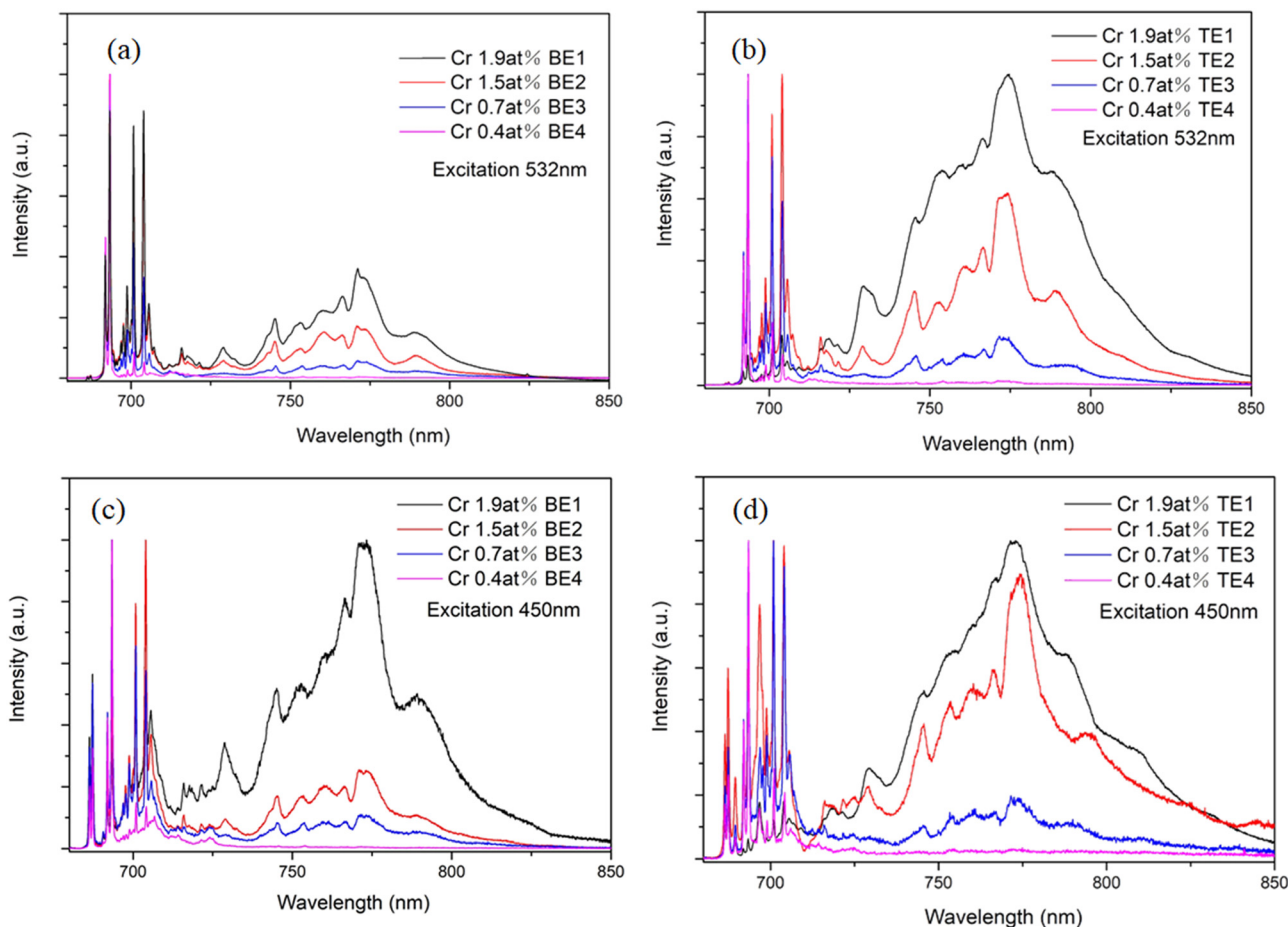 (a)
Cr 1.9at% BE1
Cr 1.5at% BE2
Cr 0.7at% BE3
Cr 0.4at% BE4
Excitation 532nm
Intensity (a.u.)
700
750
800
850
Wavelength (nm)
(b)
Cr 1.9at% TE1
Cr 1.5at% TE2
Cr 0.7at% TE3
Cr 0.4at% TE4
Excitation 532nm
Intensity (a.u.)
700
750
800
850
Wavelength (nm)
(c)
Cr 1.9at% BE1
Cr 1.5at% BE2
Cr 0.7at% BE3
Cr 0.4at% BE4
Excitation 450nm
Intensity (a.u.)
700
750
800
850
Wavelength (nm)
(d)
Cr 1.9at% TE1
Cr 1.5at% TE2
Cr 0.7at% TE3
Cr 0.4at% TE4
Excitation 450nm
Intensity (a.u.)
700
750
800
850
Wavelength (nm)